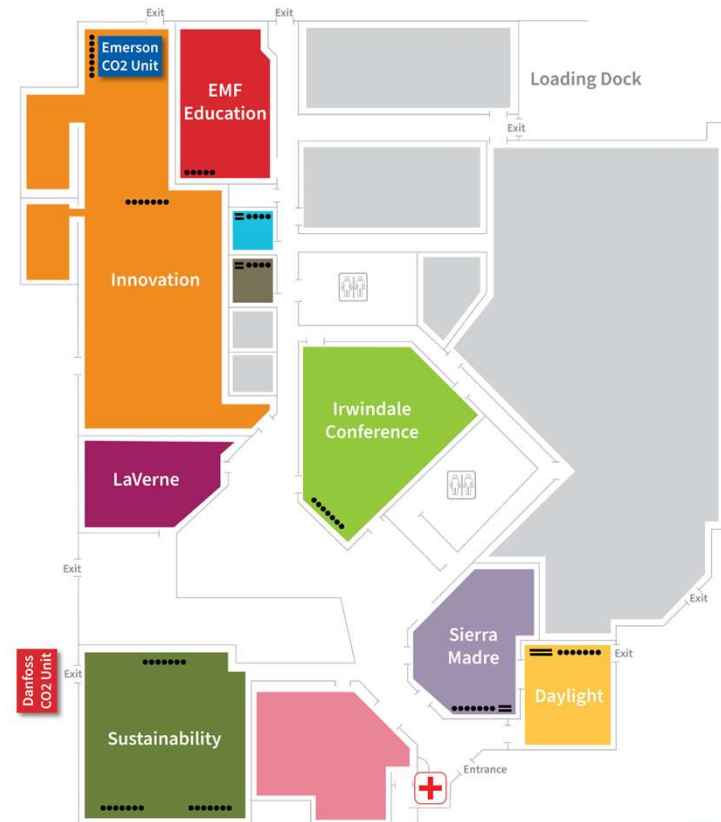 Exit
Exit
Emerson
CO2 Unit
EMF
Education
Loading Dock
Exit
Innovation
Irwindale
Conference
LaVerne
Exit
Exit
Sierra
Madre
Danfoss
CO2 Unit
Exit
Exit
Daylight
Sustainability
Entrance